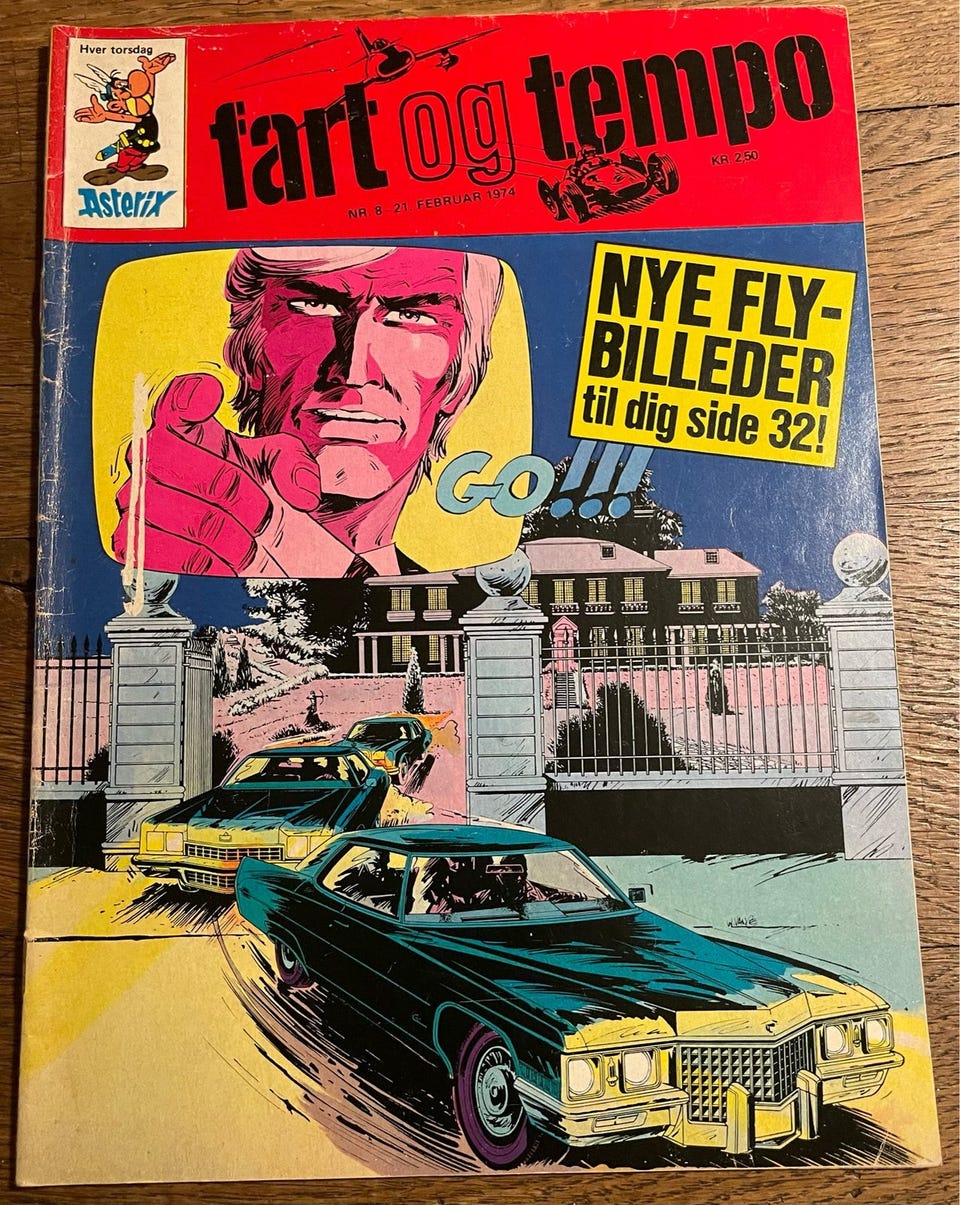 Hver torsdag
Asterix
fart og tempo
NR. 8 - 21. FEBRUAR 1974
KR. 2,50
NYE FLY-
BILLEDER
til dig side 32!
GO!!!